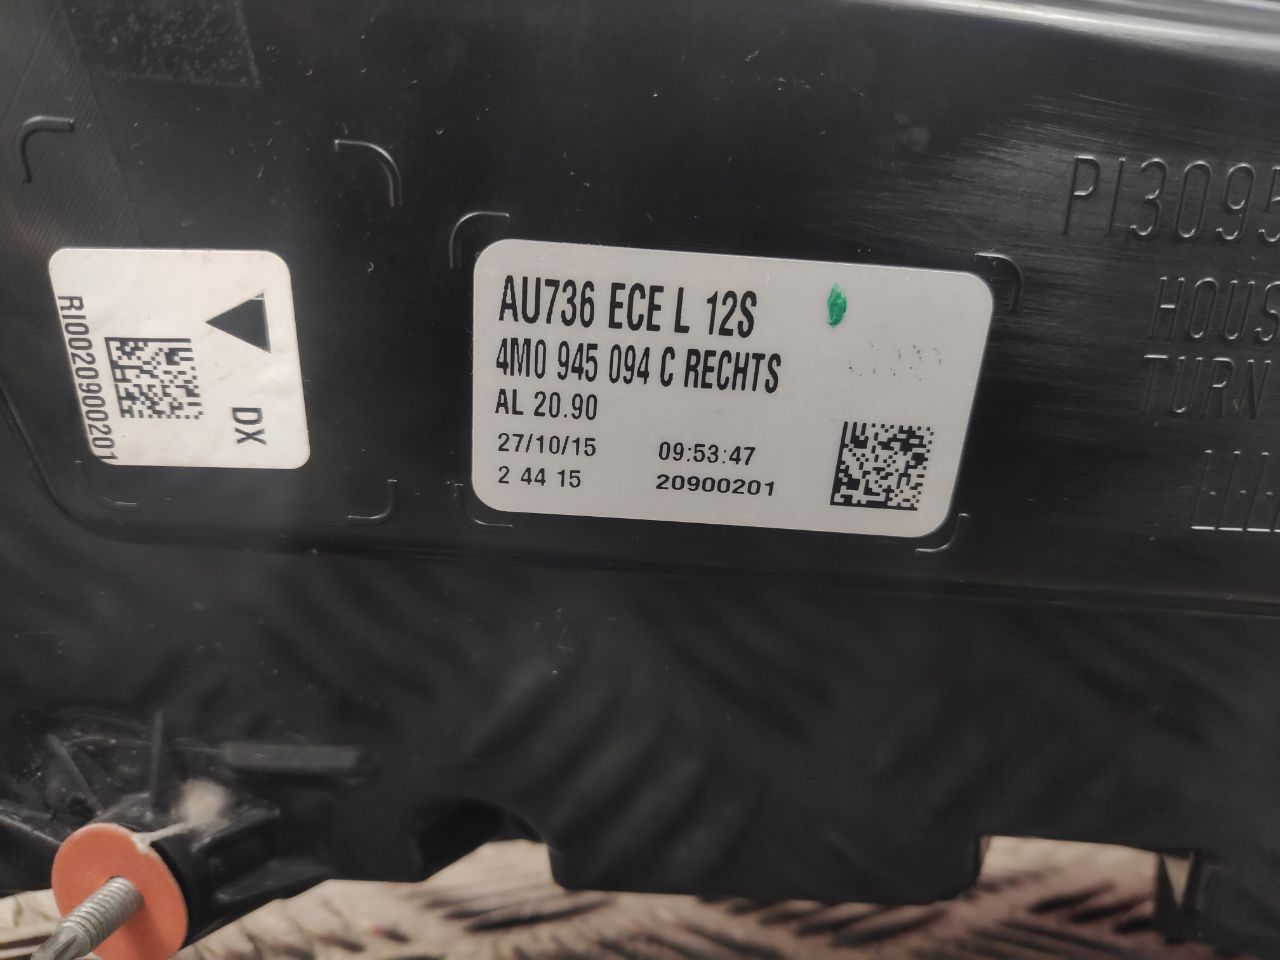 RI0020900201
DX
AU736 ECE L 12S
4M0 945 094 C RECHTS
AL 20.90
27/10/15 09:53:47
2 44 15 20900201
PI3095
HOUS
TURN